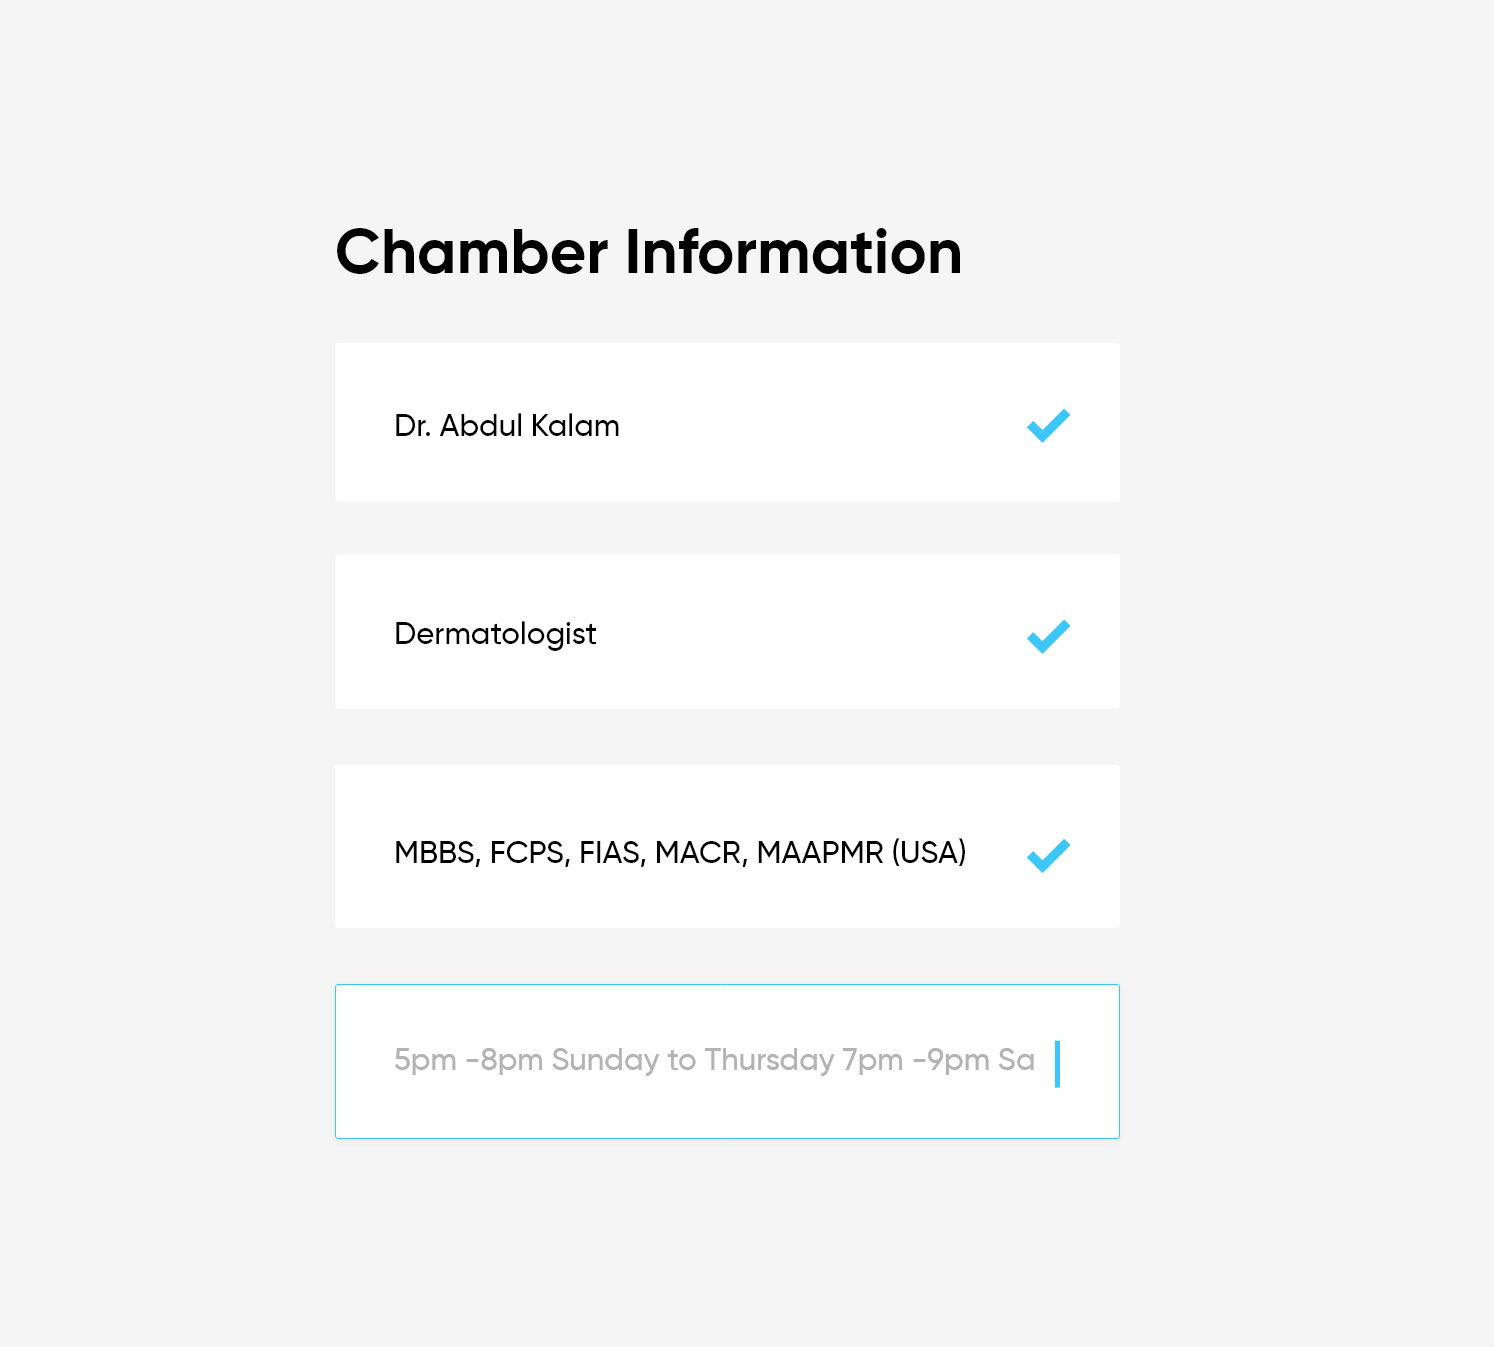 Chamber Information
Dr. Abdul Kalam
Dermatologist
MBBS, FCPS, FIAS, MACR, MAAPMR (USA)
5pm -8pm Sunday to Thursday 7pm -9pm Sa